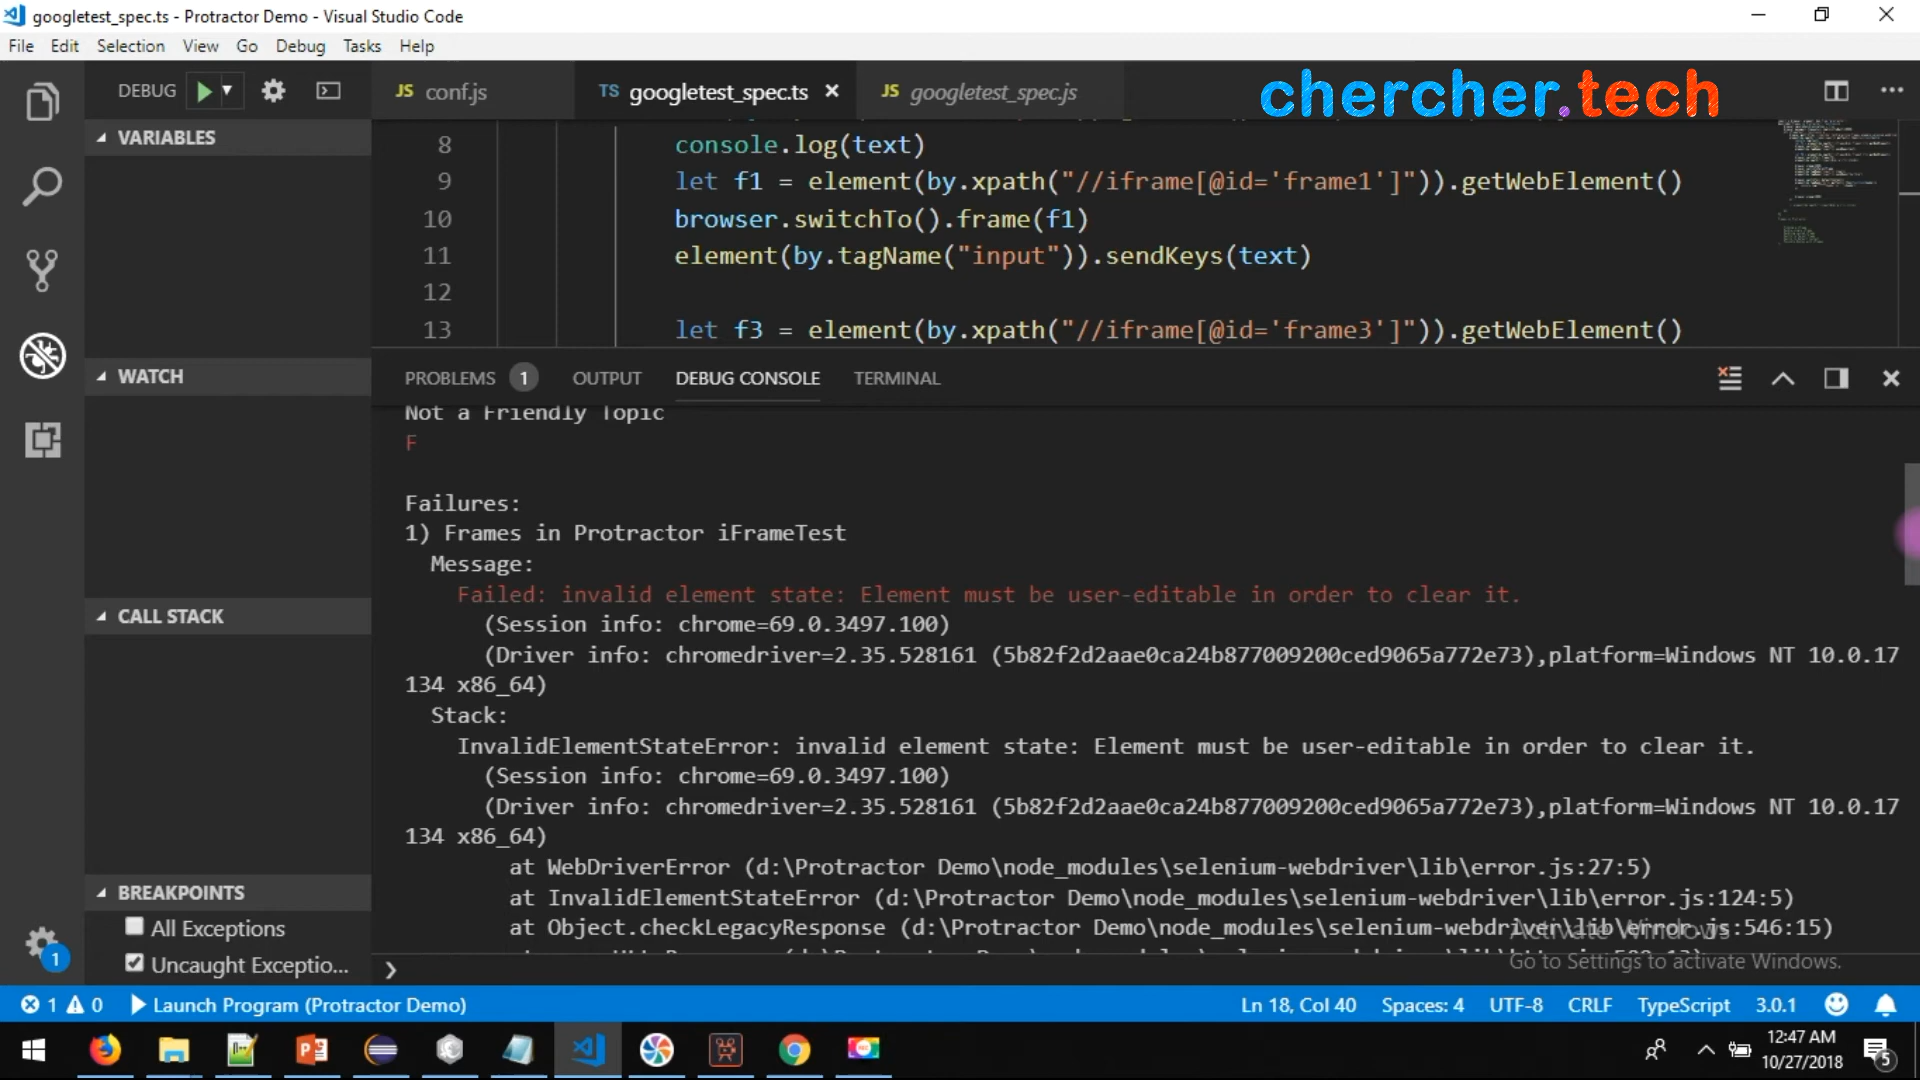 googletest_spec.ts - Protractor Demo - Visual Studio Code
File Edit Selection View Go Debug Tasks Help
DEBUG
JS conf.js
TS googletest_spec.ts
JS googletest_spec.js
chercher.tech
VARIABLES
WATCH
CALL STACK
BREAKPOINTS
All Exceptions
Uncaught Exceptio...
8 console.log(text)
9 let f1 = element(by.xpath("//iframe[@id='frame1']")).getWebElement()
10 browser.switchTo().frame(f1)
11 element(by.tagName("input")).sendKeys(text)
12
13 let f3 = element(by.xpath("//iframe[@id='frame3']")).getWebElement()
PROBLEMS 1 OUTPUT DEBUG CONSOLE TERMINAL
Not a Friendly Topic
F
Failures:
1) Frames in Protractor iFrameTest
Message:
Failed: invalid element state: Element must be user-editable in order to clear it.
(Session info: chrome=69.0.3497.100)
(Driver info: chromedriver=2.35.528161 (5b82f2d2aae0ca24b877009200ced9065a772e73),platform=Windows NT 10.0.17
134 x86_64)
Stack:
InvalidElementStateError: invalid element state: Element must be user-editable in order to clear it.
(Session info: chrome=69.0.3497.100)
(Driver info: chromedriver=2.35.528161 (5b82f2d2aae0ca24b877009200ced9065a772e73),platform=Windows NT 10.0.17
134 x86_64)
at WebDriverError (d:\Protractor Demo\node_modules\selenium-webdriver\lib\error.js:27:5)
at InvalidElementStateError (d:\Protractor Demo\node_modules\selenium-webdriver\lib\error.js:124:5)
at Object.checkLegacyResponse (d:\Protractor Demo\node_modules\selenium-webdriver\lib\error.js:546:15)
Activate Windows
Go to Settings to activate Windows.
1 0 Launch Program (Protractor Demo)
Ln 18, Col 40 Spaces: 4 UTF-8 CRLF TypeScript 3.0.1
1
12:47 AM
10/27/2018
5